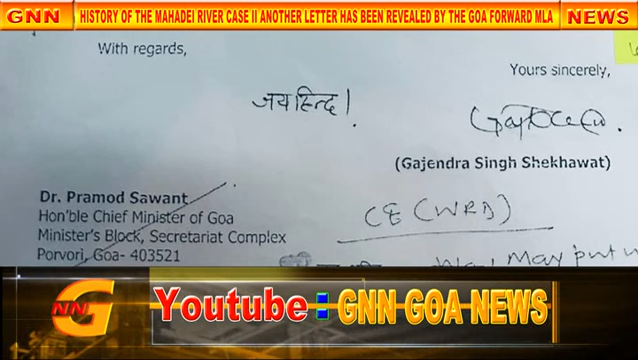 GNN
HISTORY OF THE MAHADEI RIVER CASE II ANOTHER LETTER HAS BEEN REVEALED BY THE GOA FORWARD MLA
NEWS
With regards,
Yours sincerely,
जयहिन्द।
(Gajendra Singh Shekhawat)
Dr. Pramod Sawant
Hon'ble Chief Minister of Goa
Minister's Block, Secretariat Complex
Porvori, Goa- 403521
CE (WRD)
May put
GNN
Youtube : GNN GOA NEWS